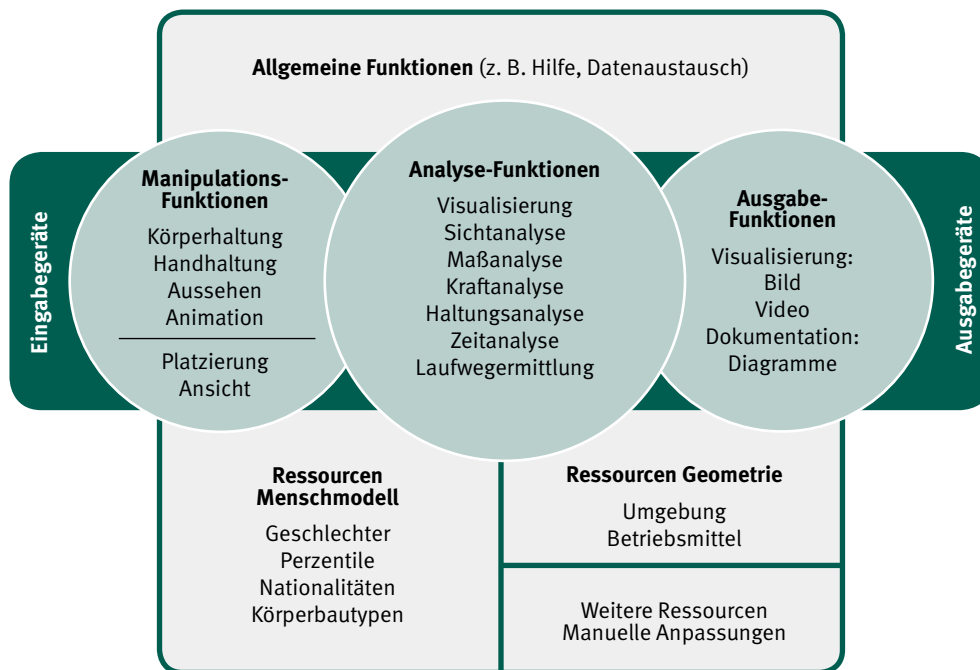 Allgemeine Funktionen (z. B. Hilfe, Datenaustausch)
Eingabegeräte
Manipulations-
Funktionen
Körperhaltung
Handhaltung
Aussehen
Animation
Platzierung
Ansicht
Analyse-Funktionen
Visualisierung
Sichtanalyse
Maßanalyse
Kraftanalyse
Haltungsanalyse
Zeitanalyse
Laufwegermittlung
Ausgabe-
Funktionen
Visualisierung:
Bild
Video
Dokumentation:
Diagramme
Ausgabegeräte
Ressourcen
Menschmodell
Geschlechter
Perzentile
Nationalitäten
Körperbautypen
Ressourcen Geometrie
Umgebung
Betriebsmittel
Weitere Ressourcen
Manuelle Anpassungen